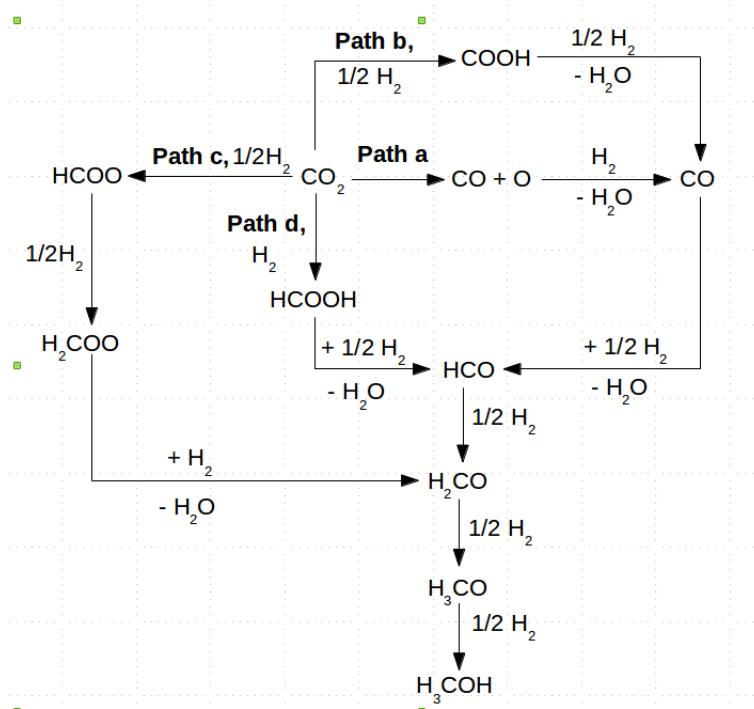 Path b,
1/2 H₂
COOH
1/2 H₂
- H₂O
HCOO
Path c, 1/2H₂
CO₂
Path a
CO + O
H₂
- H₂O
CO
Path d,
H₂
1/2H₂
HCOOH
H₂COO
+ 1/2 H₂
- H₂O
HCO
+ 1/2 H₂
- H₂O
1/2 H₂
+ H₂
- H₂O
H₂CO
1/2 H₂
H₃CO
1/2 H₂
H₃COH